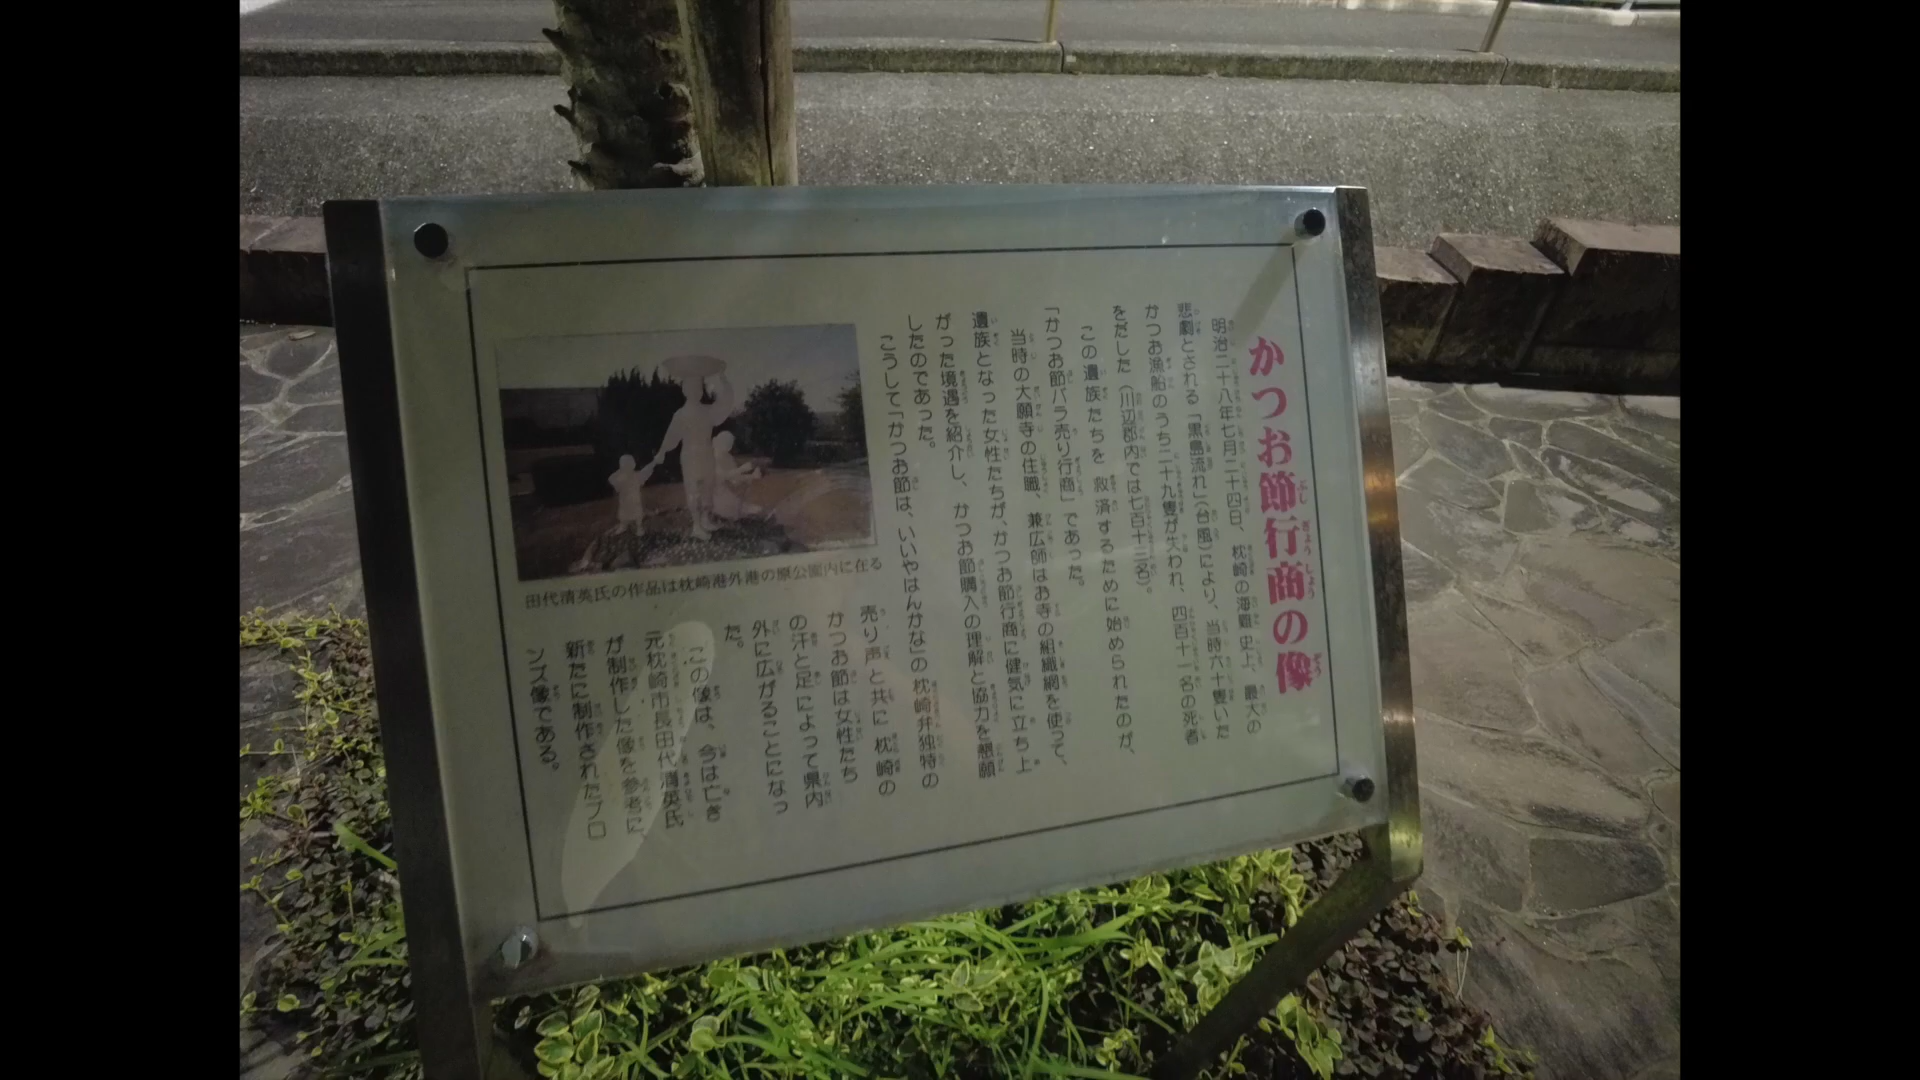 かつお節行商の像
明治二十八年七月二十四日、枕崎の海難史上、最大の
悲劇とされる「黒島流れ」(台風)により、当時六十隻いた
かつお漁船のうち二十九隻が失われ、四百十一名の死者
をだした(川辺郡内では七百十三名)。
この遺族たちを救済するために始められたのが、
「かつお節バラ売り行商」であった。
当時の大願寺の住職、兼広師はお寺の組織網を使って、
遺族となった女性たちが、かつお節行商に健気に立ち上
がった境遇を紹介し、かつお節購入の理解と協力を懇願
したのであった。
こうして「かつお節は、いいやはんかな」の枕崎弁独特の
売り声と共に枕崎の
かつお節は女性たち
の汗と足によって県内
外に広がることになっ
た。
この像は、今は亡き
元枕崎市長田代清英氏
が制作した像を参考に
新たに制作されたブロ
ンズ像である。
田代清英氏の作品は枕崎港外港の原公園内に在る